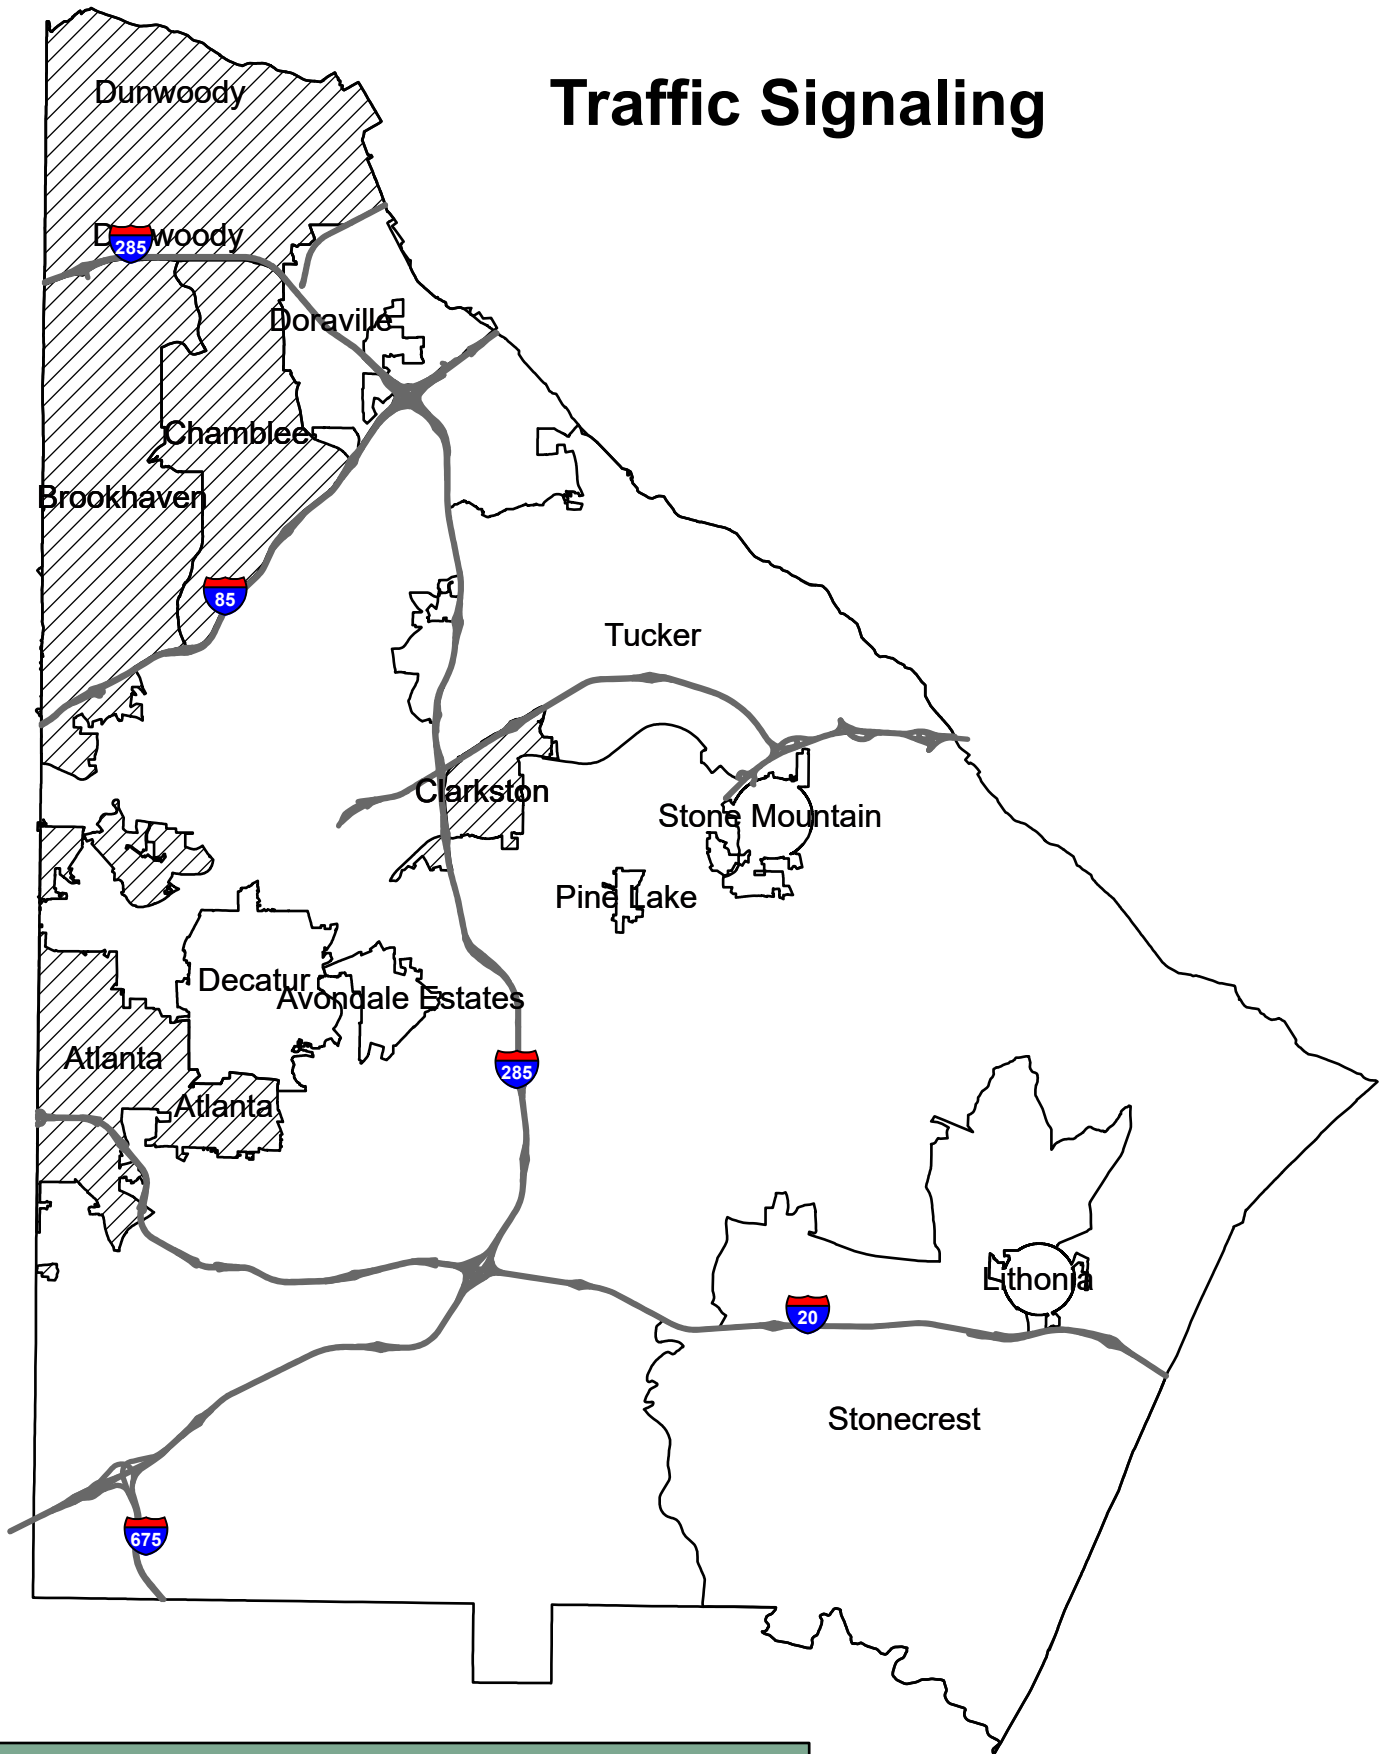 Traffic Signaling
Dunwoody
Dunwoody
285
Doraville
Chamblee
Brookhaven
85
Tucker
Clarkston
Stone Mountain
Pine Lake
Decatur
Avondale Estates
Atlanta
285
Atlanta
Lithonia
20
Stonecrest
675